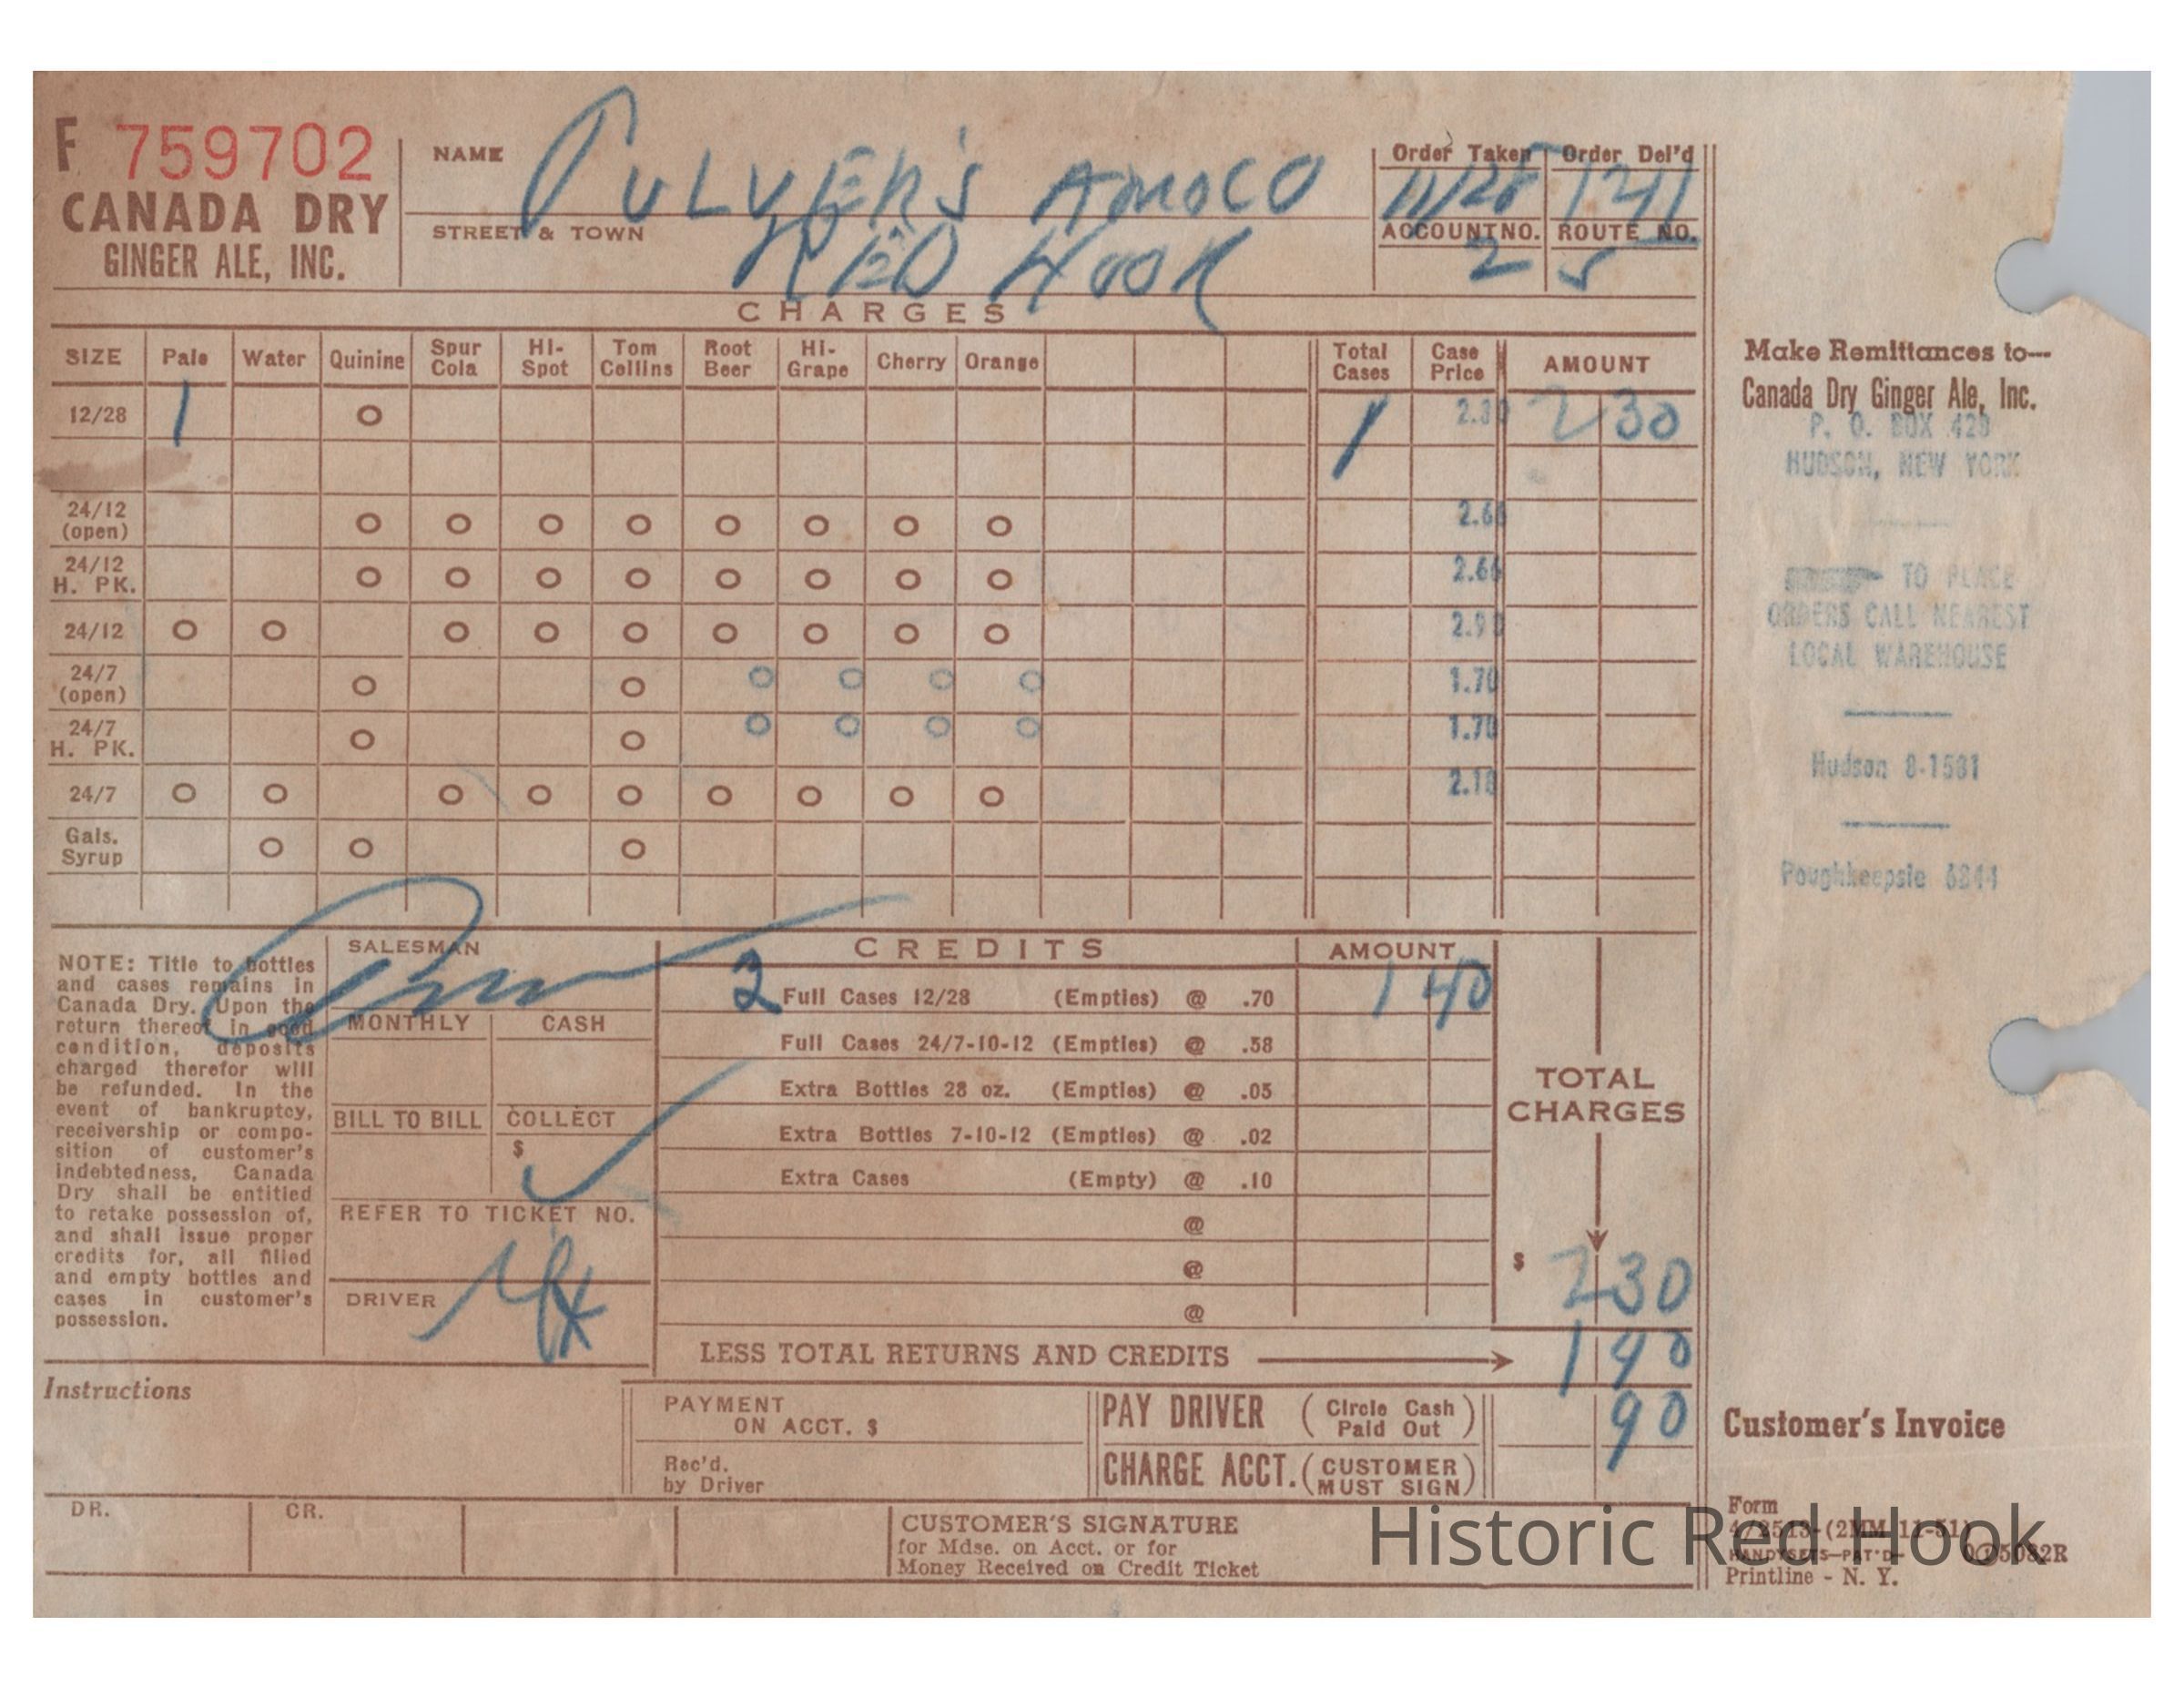 F 759702
CANADA DRY
GINGER ALE, INC.
NAME PULVER'S AMOCO
STREET & TOWN RED HOOK
Order Taken Order Del'd
11/28
ACCOUNT NO. ROUTE NO.
2 5
CHARGES
SIZE Pale Water Quinine Spur Cola HI-Spot Tom Collins Root Beer Hi-Grape Cherry Orange Total Cases Case Price AMOUNT
12/28 1 O 1 2.30 2 30
24/12 (open) O O O O O O O O 2.66
24/12 H. PK. O O O O O O O O 2.66
24/12 O O O O O O O O O 2.90
24/7 (open) O O O O O O 1.70
24/7 H. PK. O O O O O O 1.70
24/7 O O O O O O O O O 2.10
Gals. Syrup O O O
NOTE: Title to bottles
and cases remains in
Canada Dry. Upon the
return thereof in good
condition, deposits
charged therefor will
be refunded. In the
event of bankruptcy,
receivership or compo-
sition of customer's
indebtedness, Canada
Dry shall be entitled
to retake possession of,
and shall issue proper
credits for, all filled
and empty bottles and
cases in customer's
possession.
SALESMAN
MONTHLY CASH
BILL TO BILL COLLECT
$
REFER TO TICKET NO.
DRIVER
CREDITS AMOUNT
2 Full Cases 12/28 (Empties) @ .70 1 40
Full Cases 24/7-10-12 (Empties) @ .58
Extra Bottles 28 oz. (Empties) @ .05
Extra Bottles 7-10-12 (Empties) @ .02
Extra Cases (Empty) @ .10
@
@
@
TOTAL
CHARGES
$ 2 30
LESS TOTAL RETURNS AND CREDITS 1 40
Instructions
PAYMENT
ON ACCT. $
Rec'd.
by Driver
PAY DRIVER (Circle Cash Paid Out) 90
CHARGE ACCT. (CUSTOMER MUST SIGN)
DR. CR.
CUSTOMER'S SIGNATURE
for Mdse. on Acct. or for
Money Received on Credit Ticket
Make Remittances to—
Canada Dry Ginger Ale, Inc.
P. O. BOX 420
HUDSON, NEW YORK
TO PLACE
ORDERS CALL NEAREST
LOCAL WAREHOUSE
Hudson 8-1581
Poughkeepsie 6244
Customer's Invoice
Form
(2MM-11-51)
HANDYSETS—PAT'D—
Printline - N. Y.
Historic Red Hook